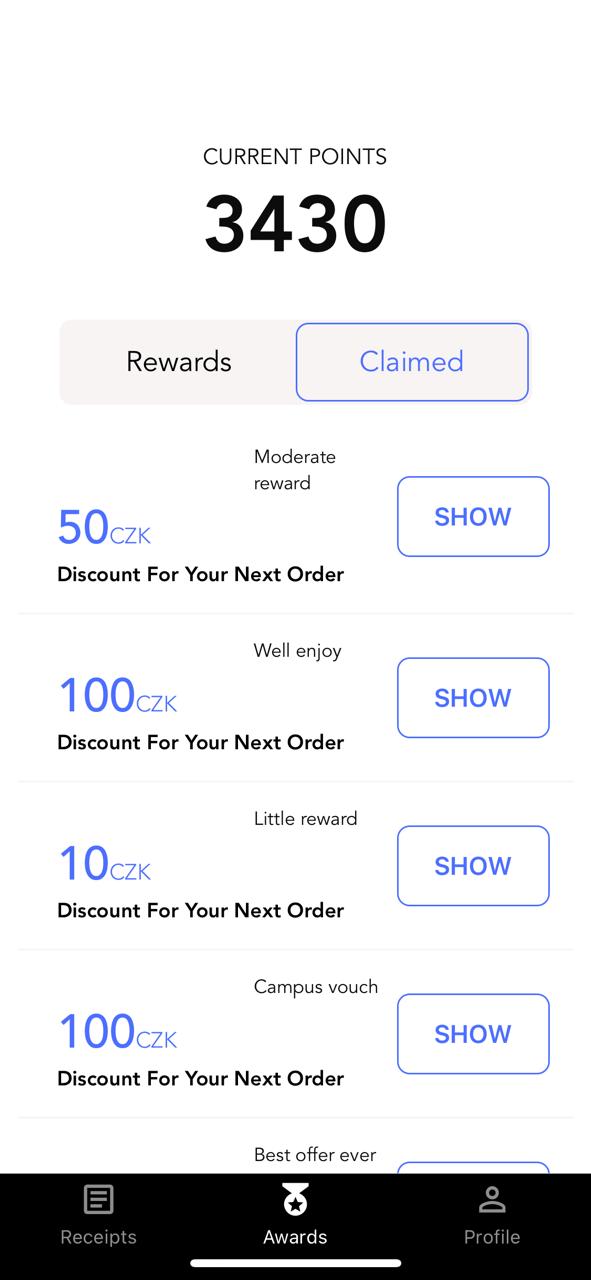 CURRENT POINTS
3430
Rewards
Claimed
Moderate
reward
50CZK
SHOW
Discount For Your Next Order
Well enjoy
100CZK
SHOW
Discount For Your Next Order
Little reward
10CZK
SHOW
Discount For Your Next Order
Campus vouch
100CZK
SHOW
Discount For Your Next Order
Best offer ever
Receipts
Awards
Profile